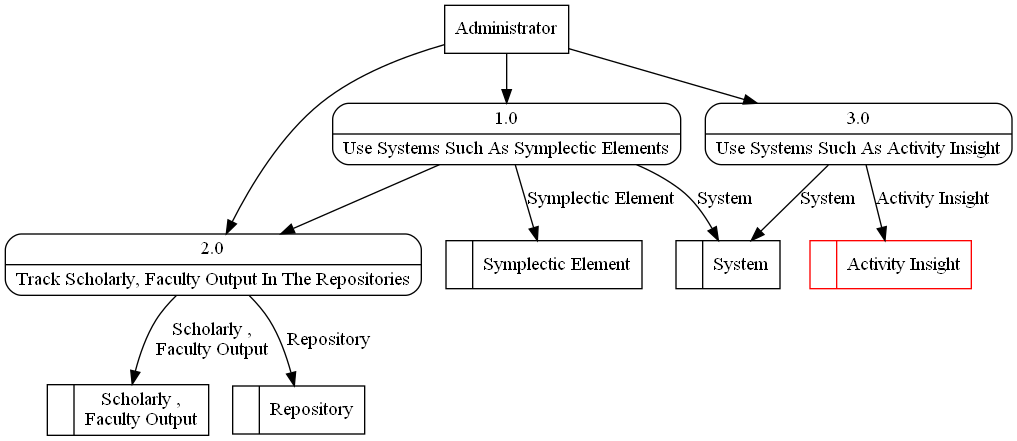 Administrator
1.0
Use Systems Such As Symplectic Elements
3.0
Use Systems Such As Activity Insight
Symplectic Element
System
System
Activity Insight
2.0
Track Scholarly, Faculty Output In The Repositories
Symplectic Element
System
Activity Insight
Scholarly ,
Faculty Output
Repository
Scholarly ,
Faculty Output
Repository